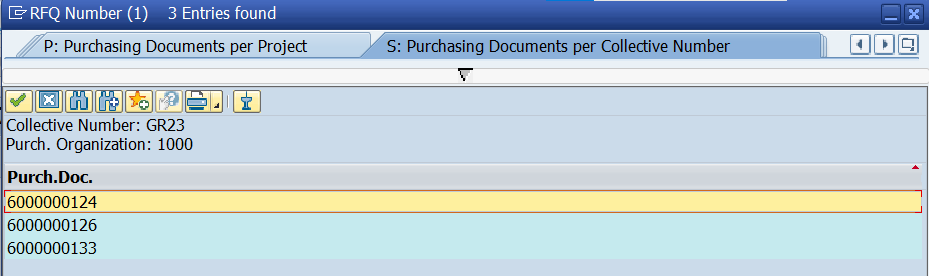 RFQ Number (1) 3 Entries found
P: Purchasing Documents per Project
S: Purchasing Documents per Collective Number
Collective Number: GR23
Purch. Organization: 1000
Purch.Doc.
6000000124
6000000126
6000000133